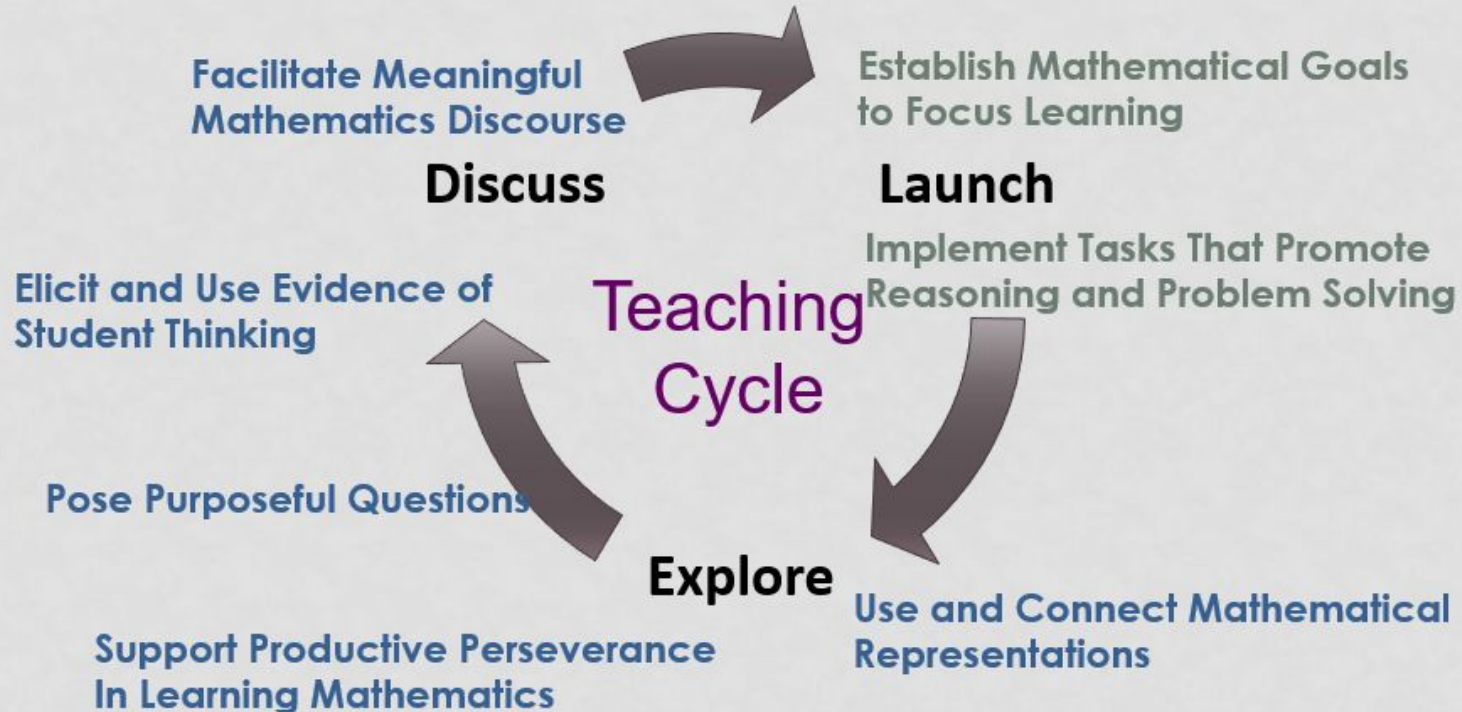 Facilitate Meaningful
Mathematics Discourse
Discuss
Establish Mathematical Goals
to Focus Learning
Launch
Implement Tasks That Promote
Reasoning and Problem Solving
Teaching
Cycle
Elicit and Use Evidence of
Student Thinking
Pose Purposeful Questions
Explore
Use and Connect Mathematical
Representations
Support Productive Perseverance
In Learning Mathematics